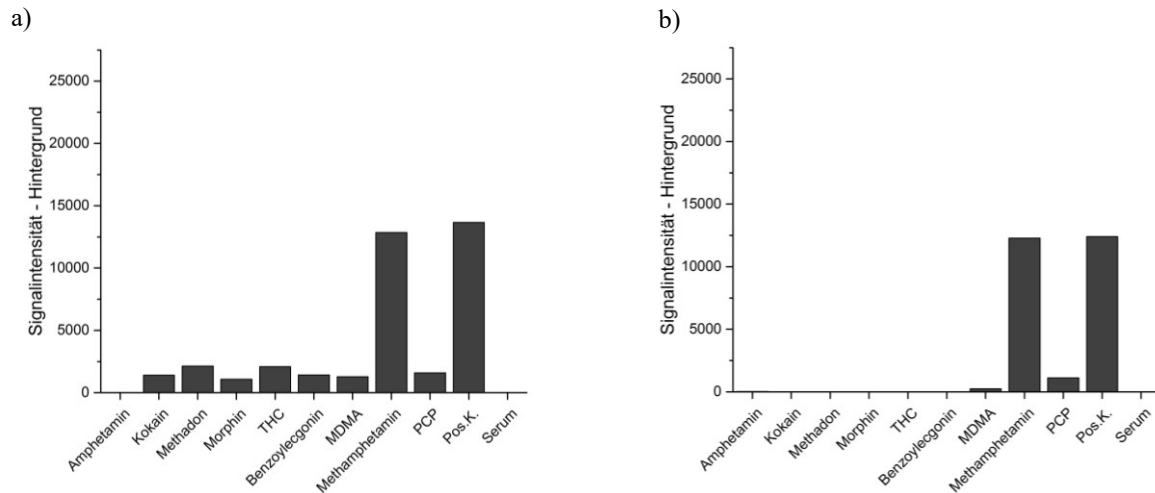 a)
Signalintensität - Hintergrund
25000
20000
15000
10000
5000
0
Amphetamin
Kokain
Methadon
Morphin
THC
Benzoylecgonin
MDMA
Methamphetamin
PCP
Pos.K.
Serum
b)
Signalintensität - Hintergrund
25000
20000
15000
10000
5000
0
Amphetamin
Kokain
Methadon
Morphin
THC
Benzoylecgonin
MDMA
Methamphetamin
PCP
Pos.K.
Serum